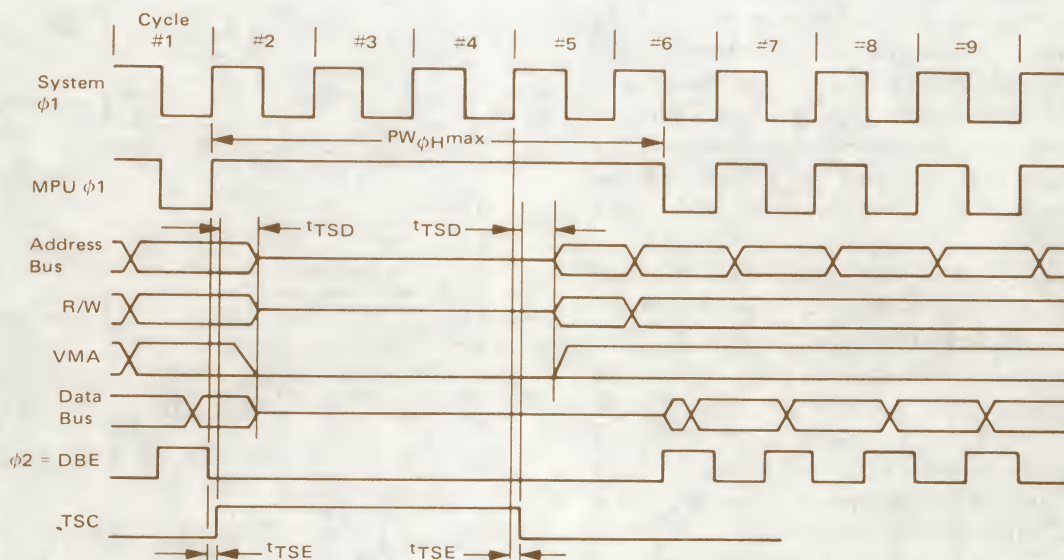 Cycle
#1 #2 #3 #4 #5 =6 #7 =8 #9
System
ϕ1
PWϕHmax
MPU ϕ1
tTSD tTSD
Address
Bus
R/W
VMA
Data
Bus
ϕ2 = DBE
TSC
tTSE tTSE